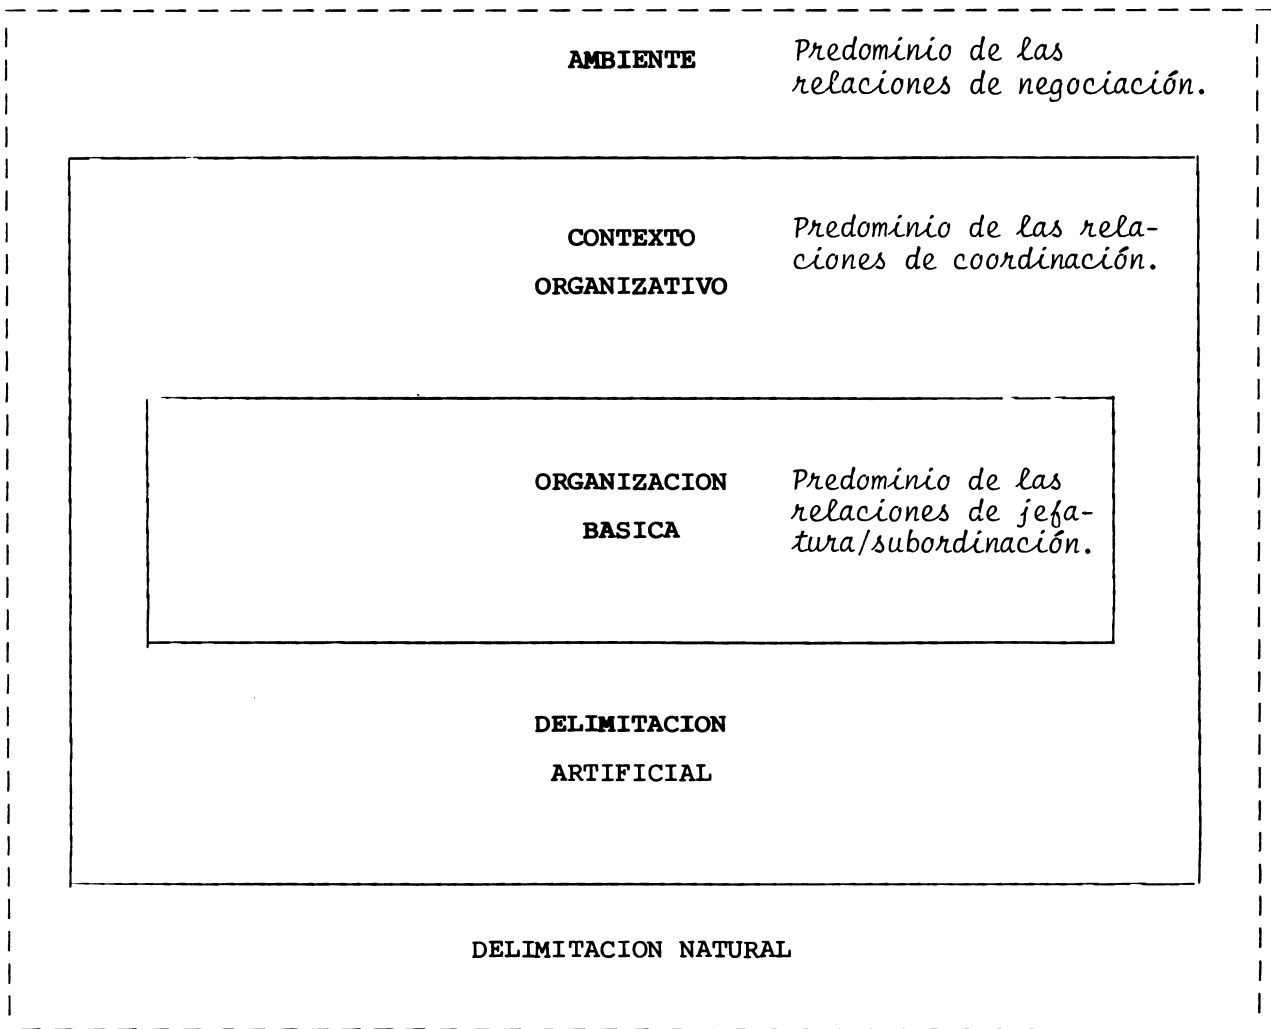 AMBIENTE
Predominio de las
relaciones de negociación.
CONTEXTO
ORGANIZATIVO
Predominio de las rela-
ciones de coordinación.
ORGANIZACION
BASICA
Predominio de las
relaciones de jefa-
tura/subordinación.
DELIMITACION
ARTIFICIAL
DELIMITACION NATURAL